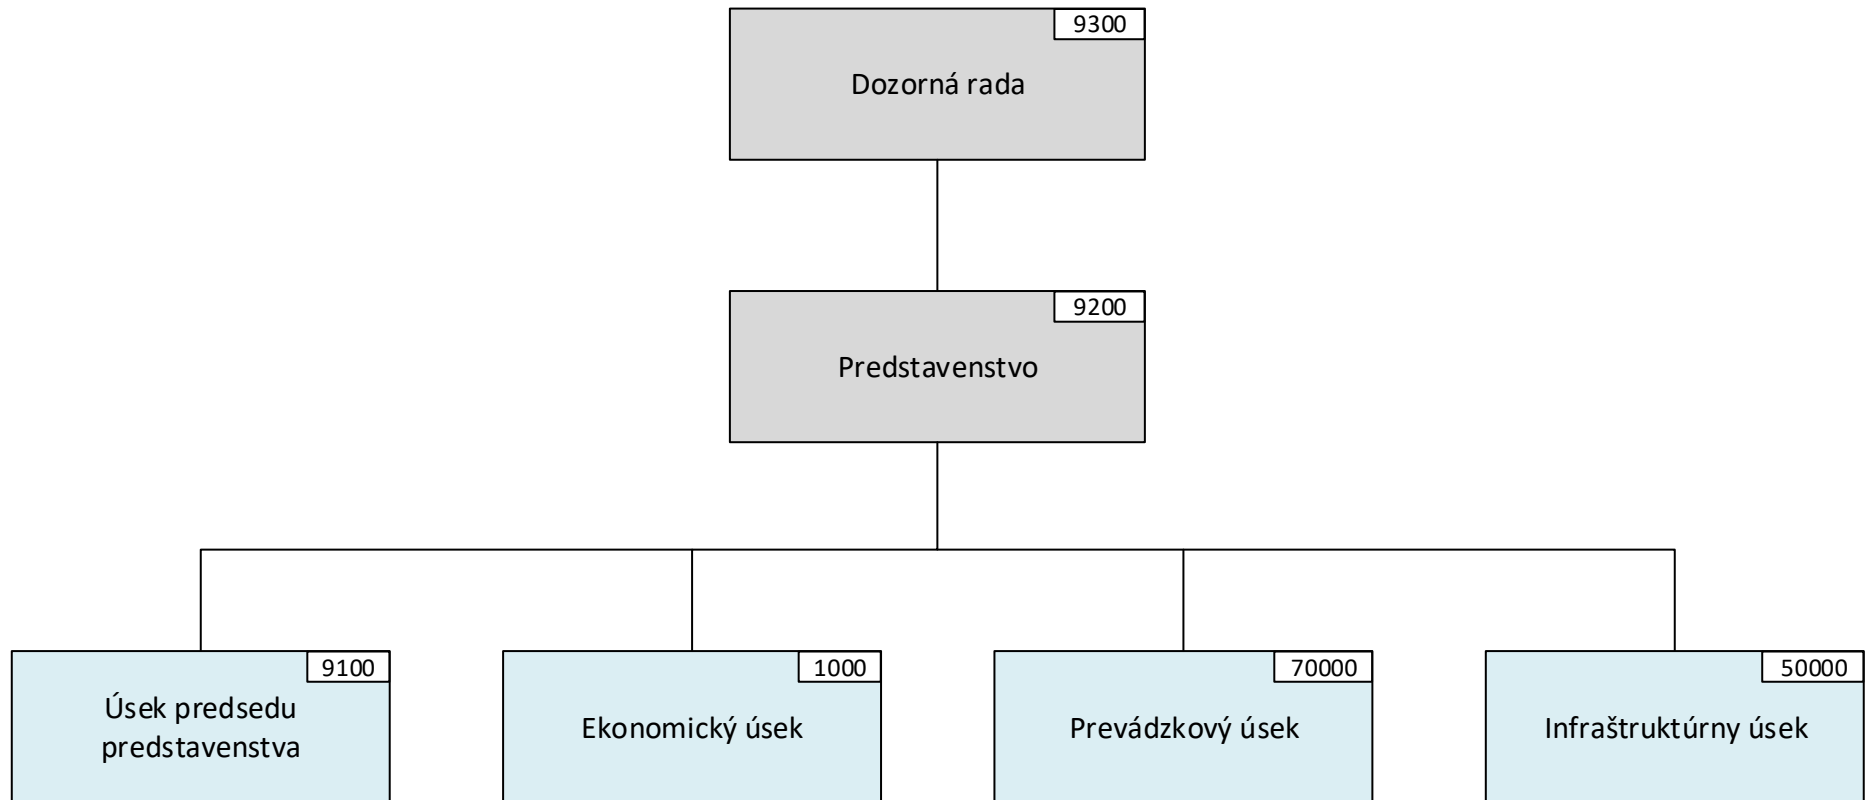 9300
Dozorná rada
9200
Predstavenstvo
9100
Úsek predsedu
predstavenstva
1000
Ekonomický úsek
70000
Prevádzkový úsek
50000
Infraštruktúrny úsek